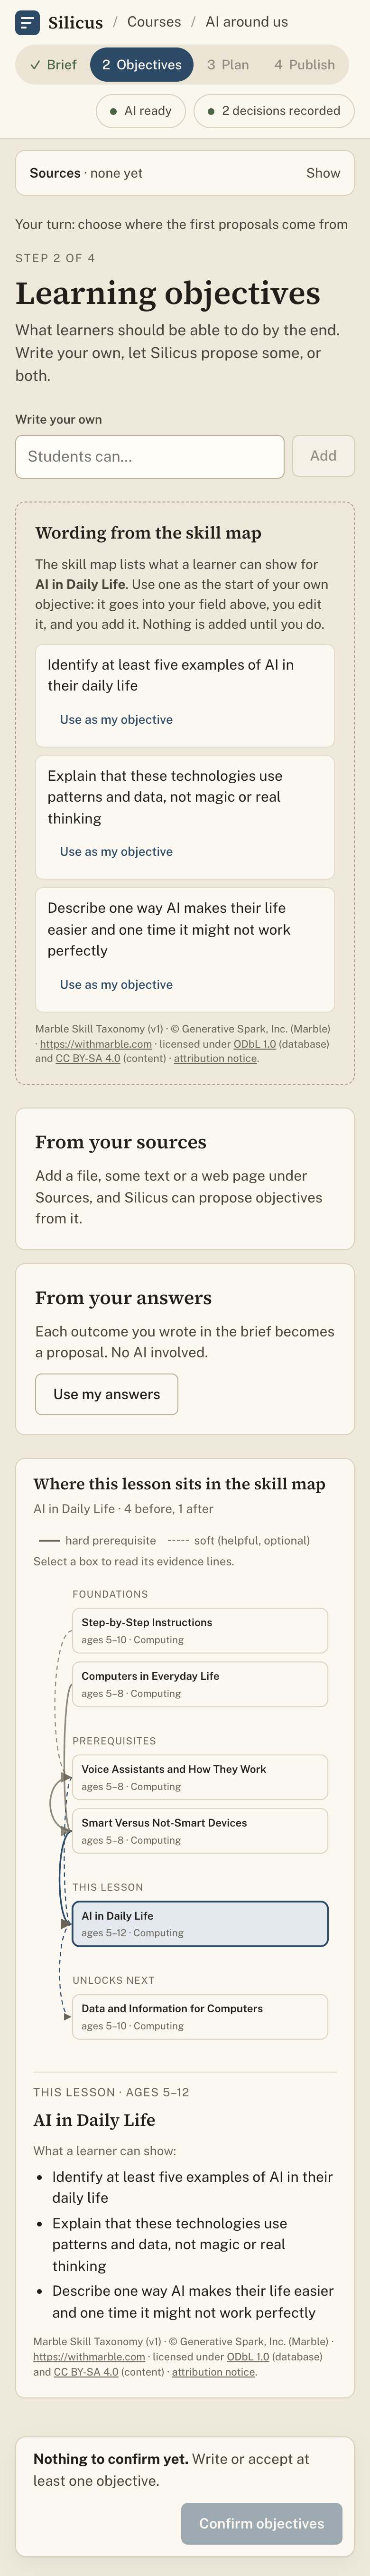 Silicus / Courses / AI around us
✓ Brief 2 Objectives 3 Plan 4 Publish
AI ready 2 decisions recorded
Sources · none yet Show
Your turn: choose where the first proposals come from
STEP 2 OF 4
Learning objectives
What learners should be able to do by the end.
Write your own, let Silicus propose some, or
both.
Write your own
Students can... Add
Wording from the skill map
The skill map lists what a learner can show for
AI in Daily Life. Use one as the start of your own
objective: it goes into your field above, you edit
it, and you add it. Nothing is added until you do.
Identify at least five examples of AI in
their daily life
Use as my objective
Explain that these technologies use
patterns and data, not magic or real
thinking
Use as my objective
Describe one way AI makes their life
easier and one time it might not work
perfectly
Use as my objective
Marble Skill Taxonomy (v1) · © Generative Spark, Inc. (Marble)
· https://withmarble.com · licensed under ODbL 1.0 (database)
and CC BY-SA 4.0 (content) · attribution notice.
From your sources
Add a file, some text or a web page under
Sources, and Silicus can propose objectives
from it.
From your answers
Each outcome you wrote in the brief becomes
a proposal. No AI involved.
Use my answers
Where this lesson sits in the skill map
AI in Daily Life · 4 before, 1 after
hard prerequisite soft (helpful, optional)
Select a box to read its evidence lines.
FOUNDATIONS
Step-by-Step Instructions
ages 5–10 · Computing
Computers in Everyday Life
ages 5–8 · Computing
PREREQUISITES
Voice Assistants and How They Work
ages 5–8 · Computing
Smart Versus Not-Smart Devices
ages 5–8 · Computing
THIS LESSON
AI in Daily Life
ages 5–12 · Computing
UNLOCKS NEXT
Data and Information for Computers
ages 5–10 · Computing
THIS LESSON · AGES 5–12
AI in Daily Life
What a learner can show:
• Identify at least five examples of AI in their
daily life
• Explain that these technologies use
patterns and data, not magic or real
thinking
• Describe one way AI makes their life easier
and one time it might not work perfectly
Marble Skill Taxonomy (v1) · © Generative Spark, Inc. (Marble) ·
https://withmarble.com · licensed under ODbL 1.0 (database)
and CC BY-SA 4.0 (content) · attribution notice.
Nothing to confirm yet. Write or accept at
least one objective.
Confirm objectives